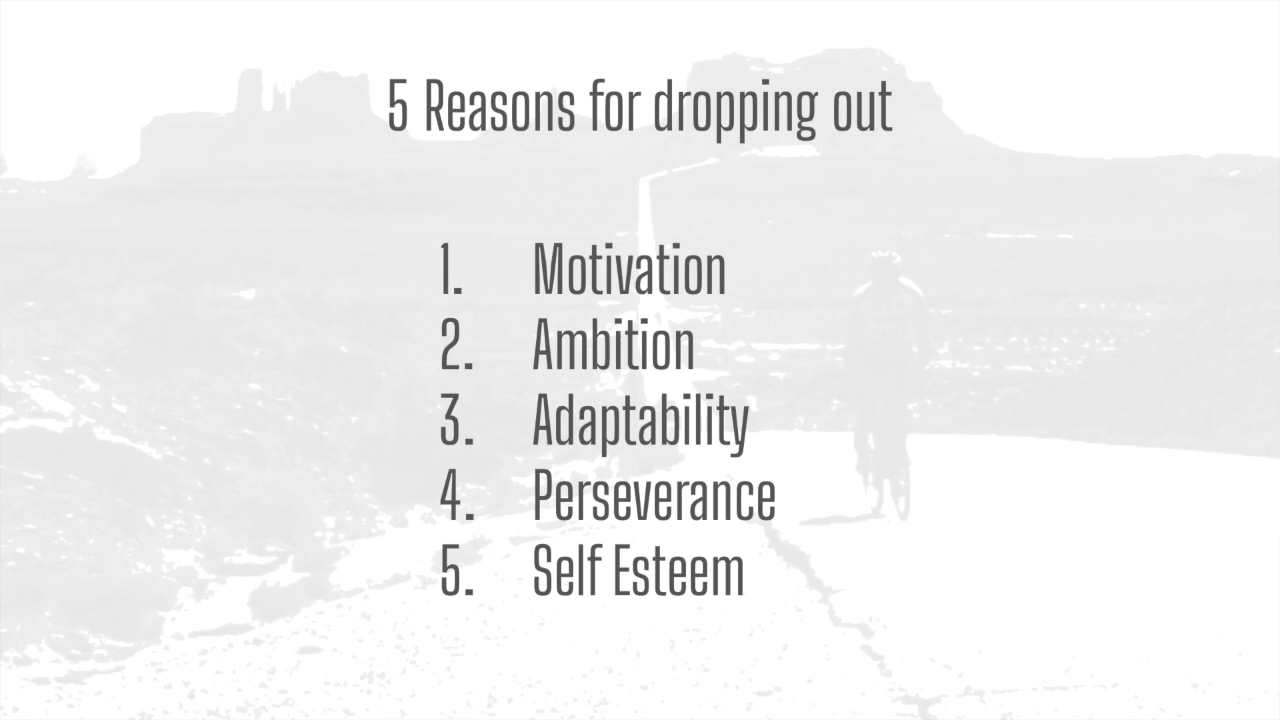 5 Reasons for dropping out
1. Motivation
2. Ambition
3. Adaptability
4. Perseverance
5. Self Esteem